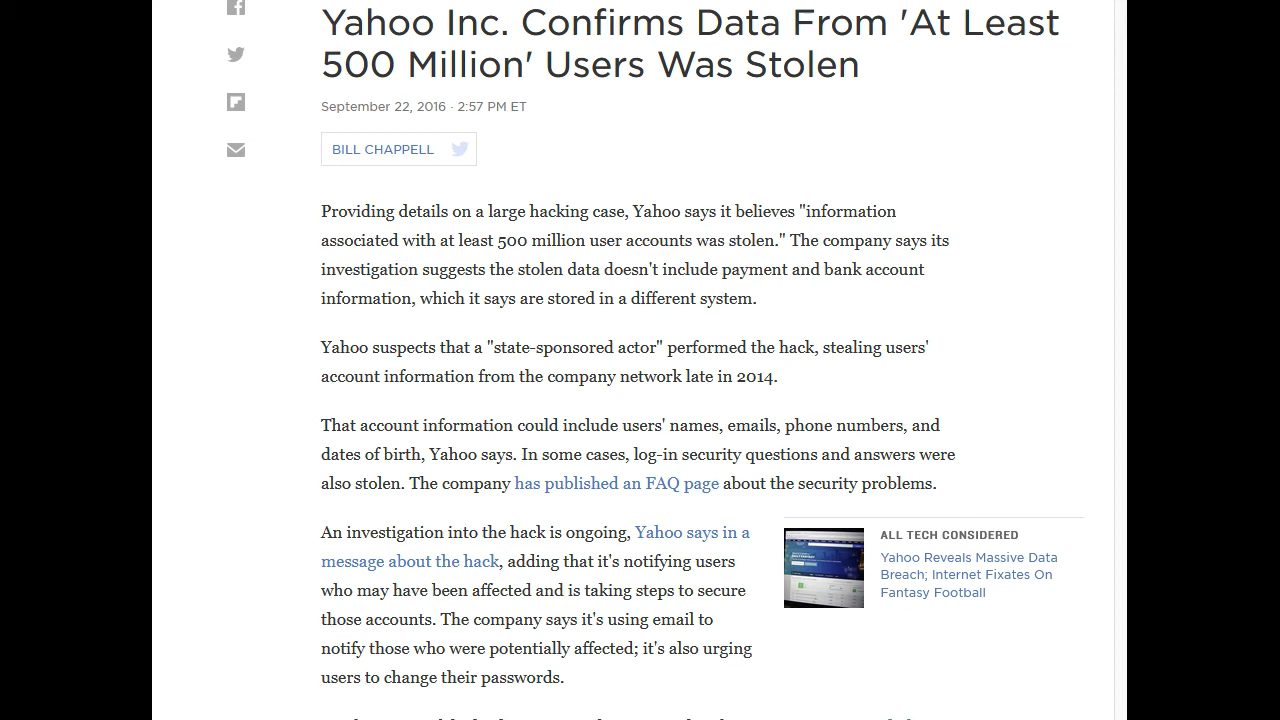 Yahoo Inc. Confirms Data From 'At Least
500 Million' Users Was Stolen
September 22, 2016 · 2:57 PM ET
BILL CHAPPELL
Providing details on a large hacking case, Yahoo says it believes "information
associated with at least 500 million user accounts was stolen." The company says its
investigation suggests the stolen data doesn't include payment and bank account
information, which it says are stored in a different system.
Yahoo suspects that a "state-sponsored actor" performed the hack, stealing users'
account information from the company network late in 2014.
That account information could include users' names, emails, phone numbers, and
dates of birth, Yahoo says. In some cases, log-in security questions and answers were
also stolen. The company has published an FAQ page about the security problems.
An investigation into the hack is ongoing, Yahoo says in a
message about the hack, adding that it's notifying users
who may have been affected and is taking steps to secure
those accounts. The company says it's using email to
notify those who were potentially affected; it's also urging
users to change their passwords.
ALL TECH CONSIDERED
Yahoo Reveals Massive Data
Breach; Internet Fixates On
Fantasy Football